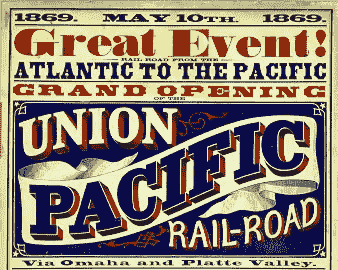 1869. MAY 10TH. 1869.
Great Event!
RAIL ROAD FROM THE
ATLANTIC TO THE PACIFIC
GRAND OPENING
OF THE
UNION
PACIFIC
RAIL-ROAD
Via Omaha and Platte Valley.